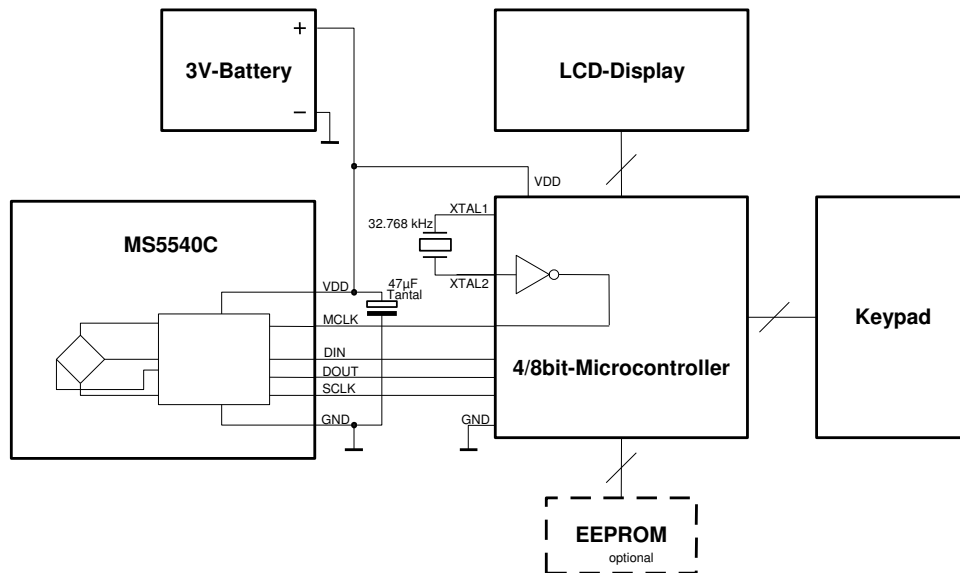 +
3V-Battery
−
LCD-Display
VDD
MS5540C
32.768 kHz
XTAL1
XTAL2
47µF
Tantal
VDD
MCLK
DIN
DOUT
SCLK
GND
GND
4/8bit-Microcontroller
Keypad
EEPROM
optional